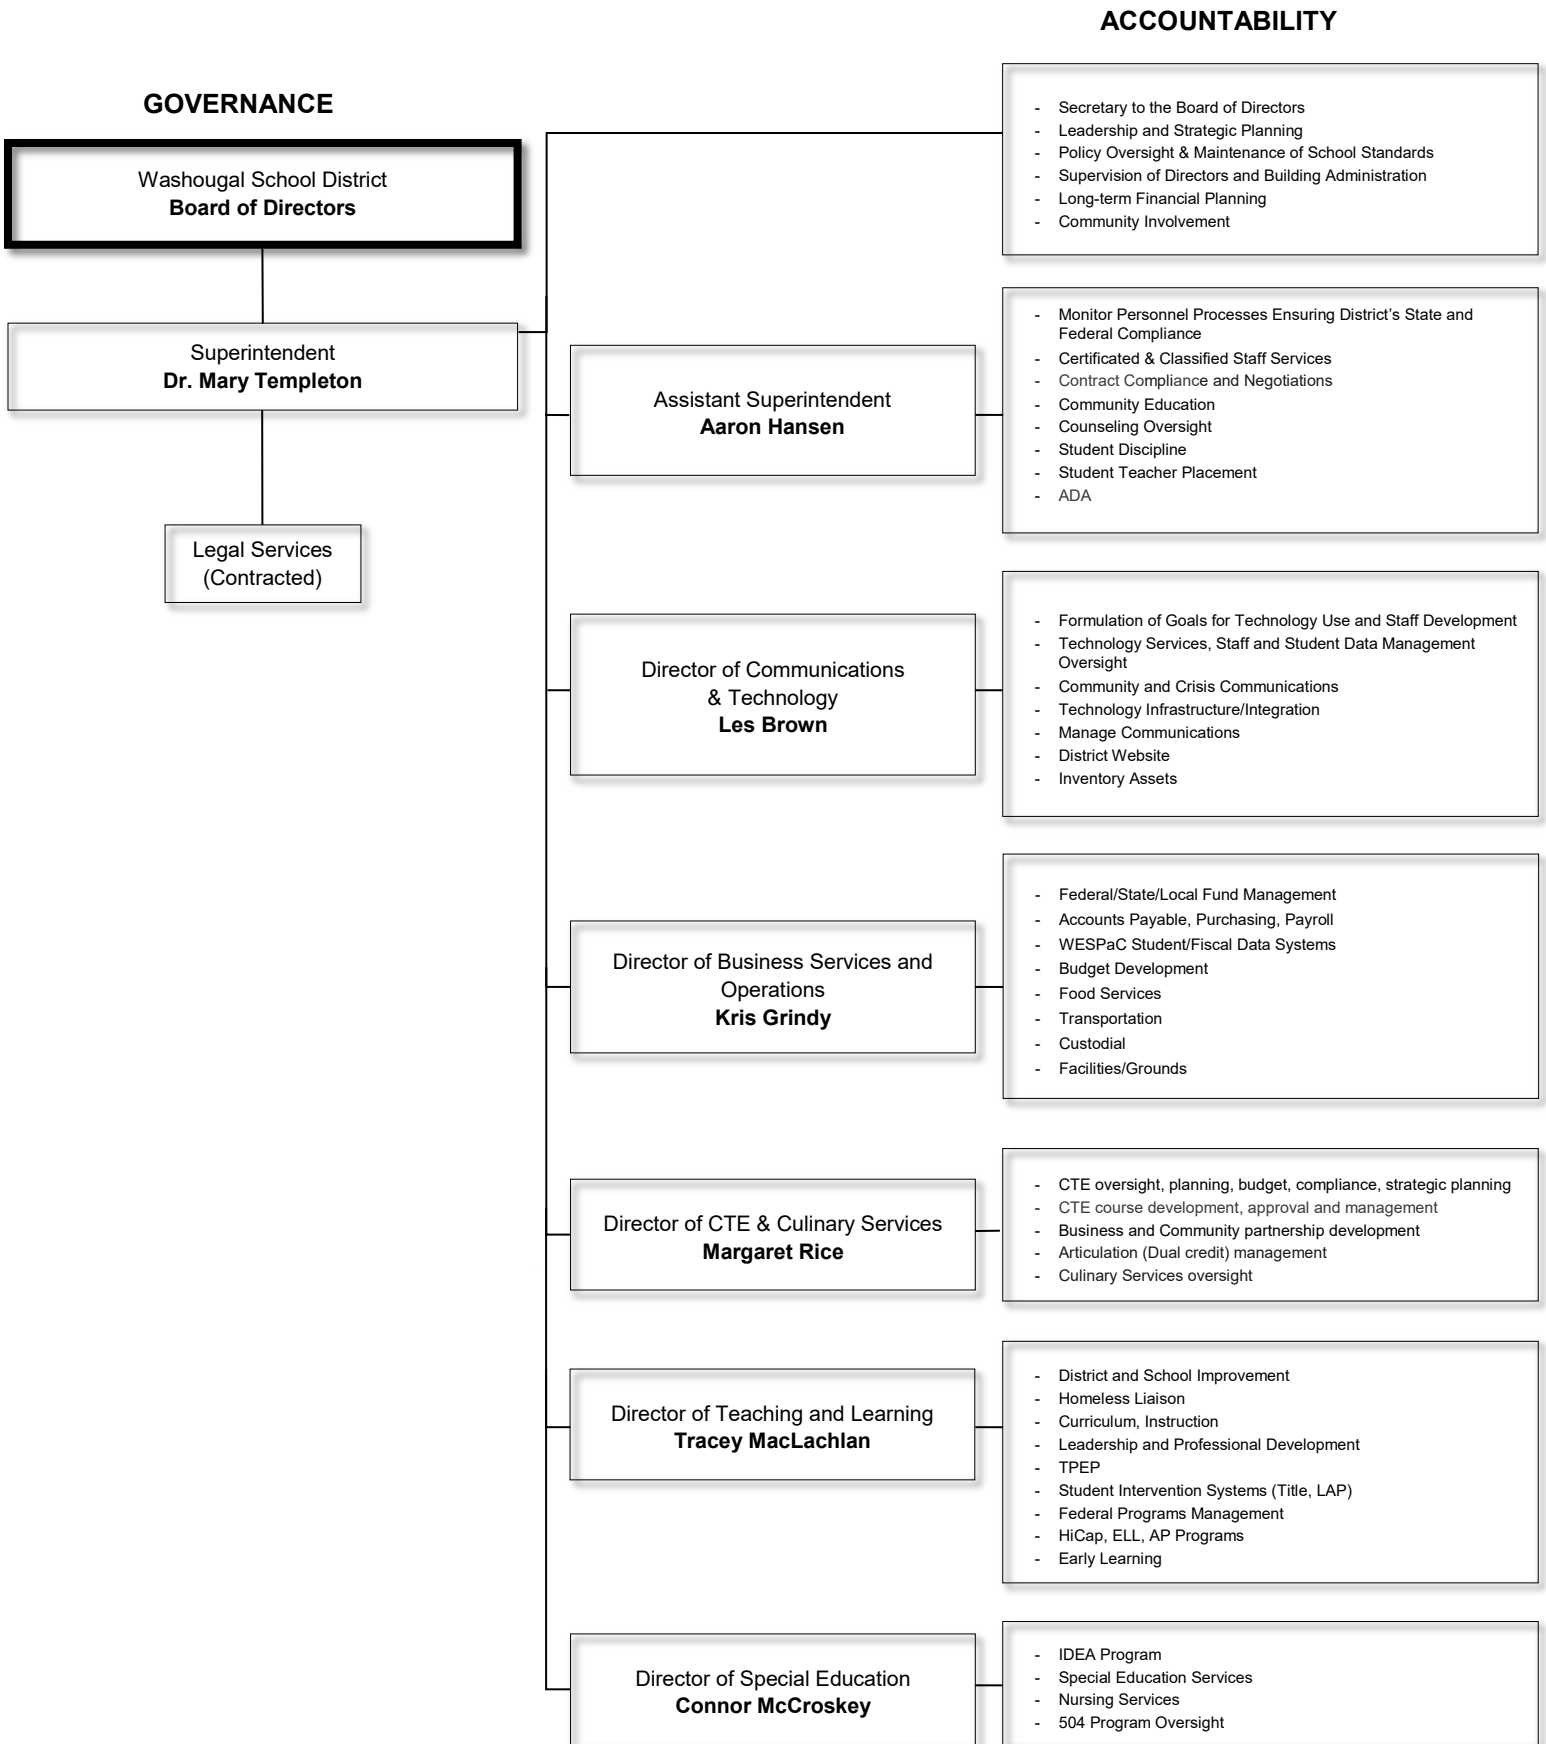 ACCOUNTABILITY
GOVERNANCE
Washougal School District
Board of Directors
Superintendent
Dr. Mary Templeton
Legal Services
(Contracted)
- Secretary to the Board of Directors
- Leadership and Strategic Planning
- Policy Oversight & Maintenance of School Standards
- Supervision of Directors and Building Administration
- Long-term Financial Planning
- Community Involvement
Assistant Superintendent
Aaron Hansen
- Monitor Personnel Processes Ensuring District’s State and
Federal Compliance
- Certificated & Classified Staff Services
- Contract Compliance and Negotiations
- Community Education
- Counseling Oversight
- Student Discipline
- Student Teacher Placement
- ADA
Director of Communications
& Technology
Les Brown
- Formulation of Goals for Technology Use and Staff Development
- Technology Services, Staff and Student Data Management
Oversight
- Community and Crisis Communications
- Technology Infrastructure/Integration
- Manage Communications
- District Website
- Inventory Assets
Director of Business Services and
Operations
Kris Grindy
- Federal/State/Local Fund Management
- Accounts Payable, Purchasing, Payroll
- WESPaC Student/Fiscal Data Systems
- Budget Development
- Food Services
- Transportation
- Custodial
- Facilities/Grounds
Director of CTE & Culinary Services
Margaret Rice
- CTE oversight, planning, budget, compliance, strategic planning
- CTE course development, approval and management
- Business and Community partnership development
- Articulation (Dual credit) management
- Culinary Services oversight
Director of Teaching and Learning
Tracey MacLachlan
- District and School Improvement
- Homeless Liaison
- Curriculum, Instruction
- Leadership and Professional Development
- TPEP
- Student Intervention Systems (Title, LAP)
- Federal Programs Management
- HiCap, ELL, AP Programs
- Early Learning
Director of Special Education
Connor McCroskey
- IDEA Program
- Special Education Services
- Nursing Services
- 504 Program Oversight